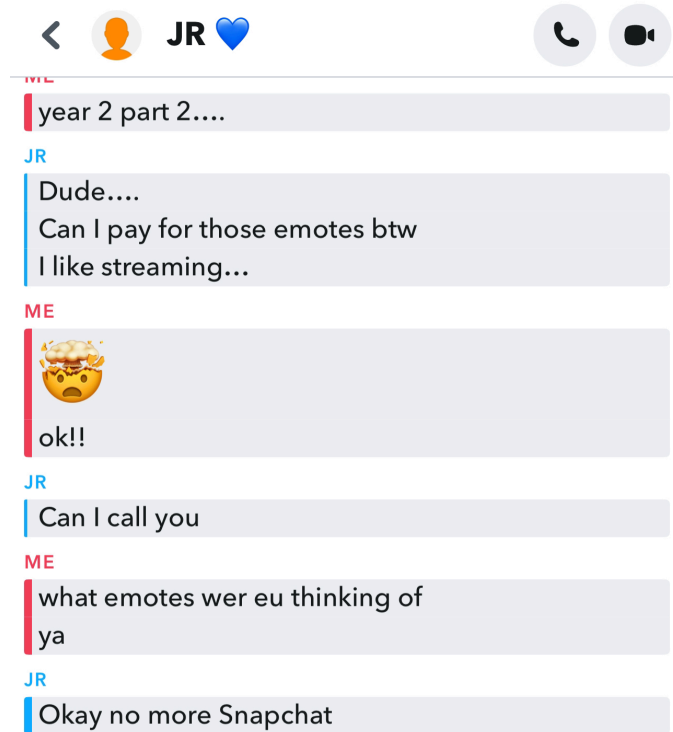 JR 💙
ME
year 2 part 2....
JR
Dude....
Can I pay for those emotes btw
I like streaming...
ME
🤯
ok!!
JR
Can I call you
ME
what emotes wer eu thinking of
ya
JR
Okay no more Snapchat